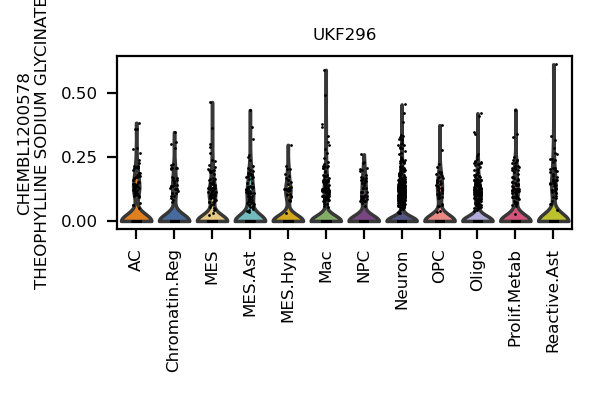 UKF296
CHEMBL1200578
THEOPHYLLINE SODIUM GLYCINATE
0.50
0.25
0.00
AC
Chromatin.Reg
MES
MES.Ast
MES.Hyp
Mac
NPC
Neuron
OPC
Oligo
Prolif.Metab
Reactive.Ast